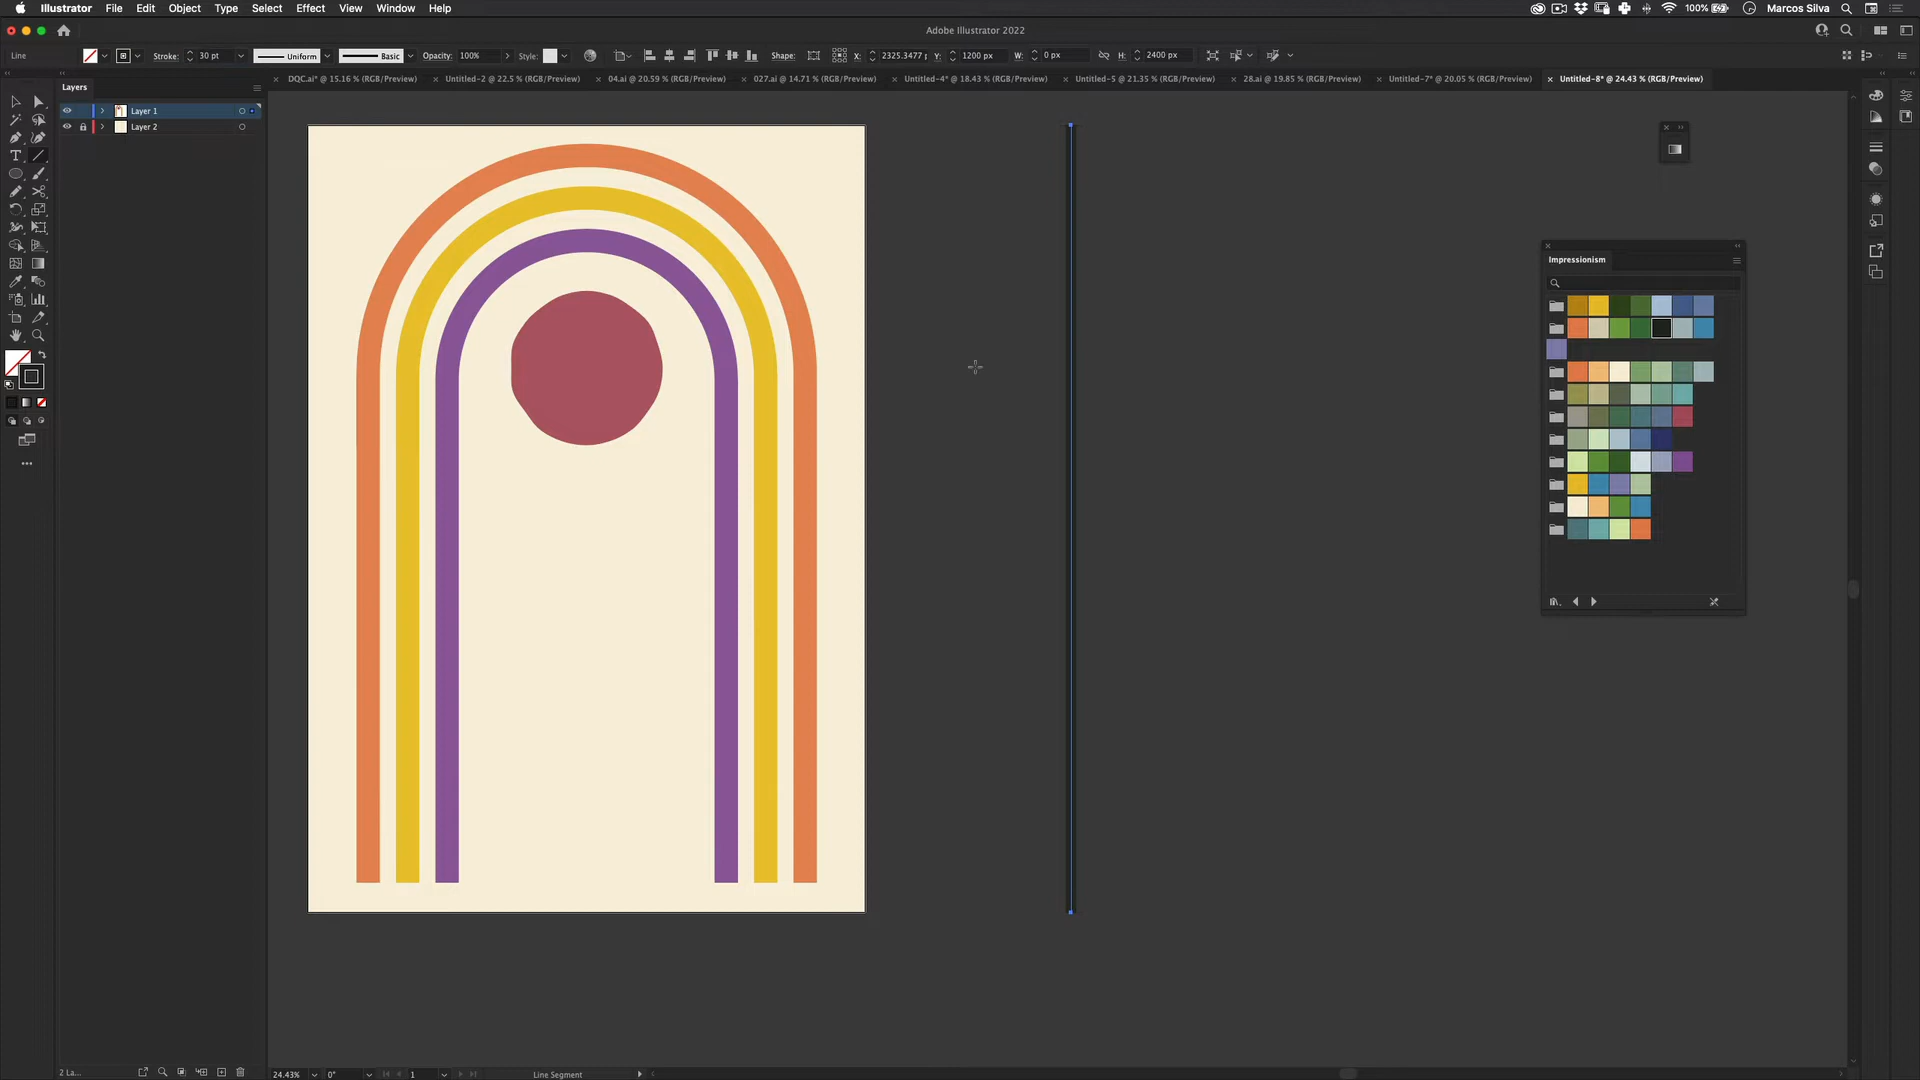 Illustrator File Edit Object Type Select Effect View Window Help
100% Marcos Silva
Adobe Illustrator 2022
Line Stroke: 30 pt Uniform Basic Opacity: 100% Style: Shape: X: 2325.3477 Y: 1200 px W: 0 px H: 2400 px
DQC.ai* @ 15.16 % (RGB/Preview) Untitled-2 @ 22.5 % (RGB/Preview) 04.ai @ 20.59 % (RGB/Preview) 027.ai @ 14.71 % (RGB/Preview) Untitled-4* @ 18.43 % (RGB/Preview) Untitled-5 @ 21.35 % (RGB/Preview) 28.ai @ 19.85 % (RGB/Preview) Untitled-7* @ 20.05 % (RGB/Preview) Untitled-8* @ 24.43 % (RGB/Preview)
Layers
Layer 1
Layer 2
Impressionism
2 La...
24.43% 0° 1 Line Segment